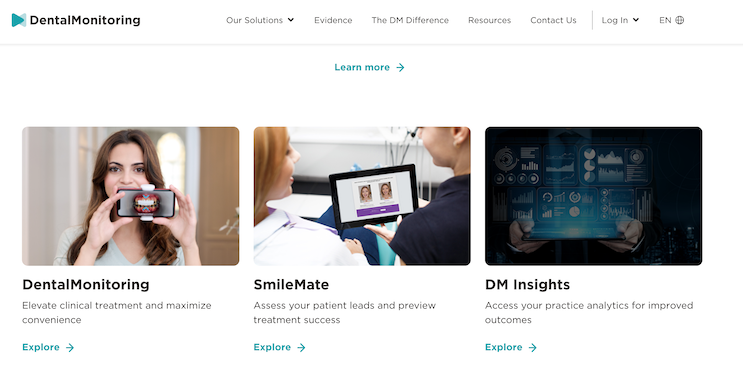 DentalMonitoring
Our Solutions
Evidence
The DM Difference
Resources
Contact Us
Log In
EN
Learn more
DentalMonitoring
Elevate clinical treatment and maximize
convenience
Explore
SmileMate
Assess your patient leads and preview
treatment success
Explore
DM Insights
Access your practice analytics for improved
outcomes
Explore